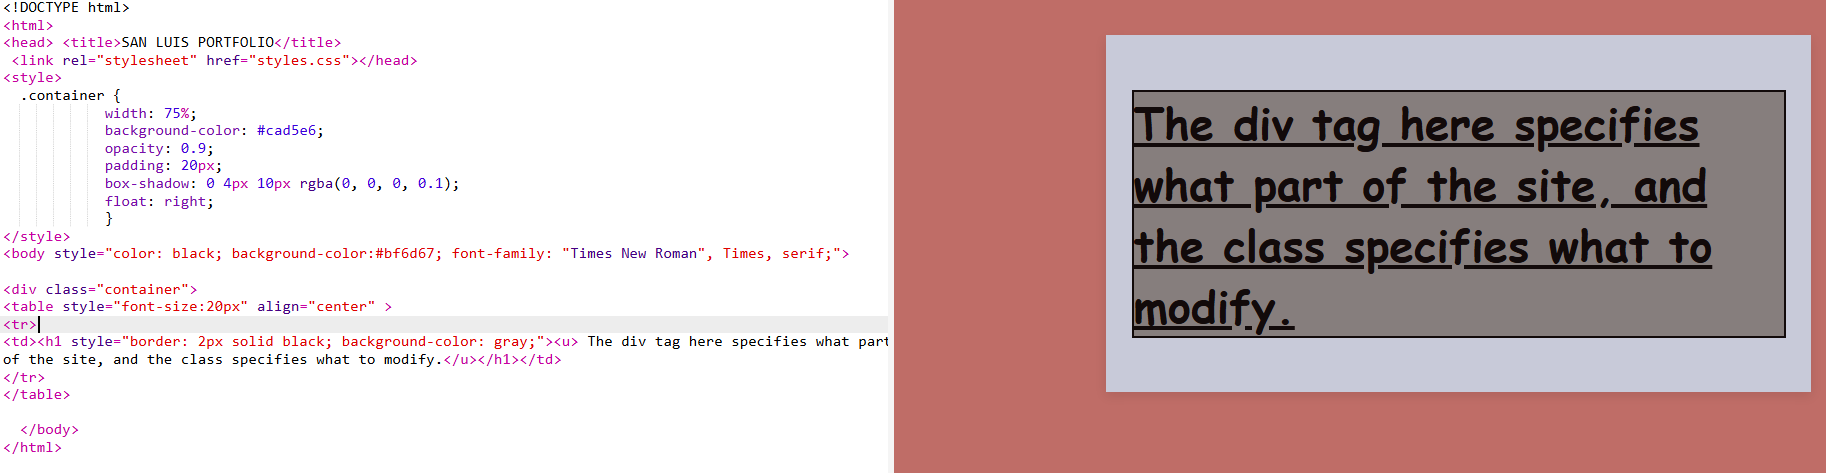 <!DOCTYPE html>
<html>
<head> <title>SAN LUIS PORTFOLIO</title>
<link rel="stylesheet" href="styles.css"></head>
<style>
.container {
width: 75%;
background-color: #cad5e6;
opacity: 0.9;
padding: 20px;
box-shadow: 0 4px 10px rgba(0, 0, 0, 0.1);
float: right;
}
</style>
<body style="color: black; background-color:#bf6d67; font-family: "Times New Roman", Times, serif;">
<div class="container">
<table style="font-size:20px" align="center" >
<tr>
<td><h1 style="border: 2px solid black; background-color: gray;"><u> The div tag here specifies what part
of the site, and the class specifies what to modify.</u></h1></td>
</tr>
</table>
</body>
</html>
The div tag here specifies
what part of the site, and
the class specifies what to
modify.